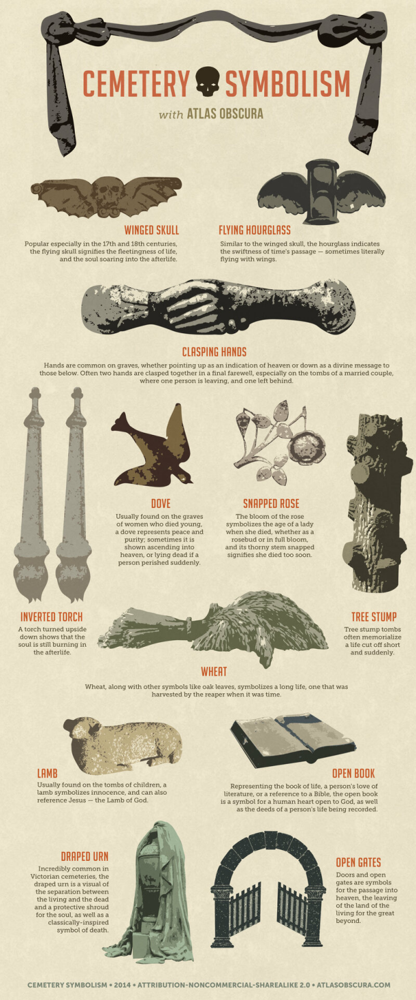 CEMETERY SYMBOLISM
with ATLAS OBSCURA
WINGED SKULL
Popular especially in the 17th and 18th centuries,
the flying skull signifies the fleetingness of life,
and the soul soaring into the afterlife.
FLYING HOURGLASS
Similar to the winged skull, the hourglass indicates
the swiftness of time's passage — sometimes literally
flying with wings.
CLASPING HANDS
Hands are common on graves, whether pointing up as an indication of heaven or down as a divine message to
those below. Often two hands are clasped together in a final farewell, especially on the tombs of a married couple,
where one person is leaving, and one left behind.
DOVE
Usually found on the graves
of women who died young,
a dove represents peace and
purity; sometimes it is
shown ascending into
heaven, or lying dead if a
person perished suddenly.
SNAPPED ROSE
The bloom of the rose
symbolizes the age of a lady
when she died, whether as a
rosebud or in full bloom,
and its thorny stem snapped
signifies she died too soon.
INVERTED TORCH
A torch turned upside
down shows that the
soul is still burning in
the afterlife.
TREE STUMP
Tree stump tombs
often memorialize
a life cut off short
and suddenly.
WHEAT
Wheat, along with other symbols like oak leaves, symbolizes a long life, one that was
harvested by the reaper when it was time.
LAMB
Usually found on the tombs of children, a
lamb symbolizes innocence, and can also
reference Jesus — the Lamb of God.
OPEN BOOK
Representing the book of life, a person's love of
literature, or a reference to a Bible, the open book
is a symbol for a human heart open to God, as well
as the deeds of a person's life being recorded.
DRAPED URN
Incredibly common in
Victorian cemeteries, the
draped urn is a visual of
the separation between
the living and the dead
and a protective shroud
for the soul, as well as a
classically-inspired
symbol of death.
OPEN GATES
Doors and open
gates are symbols
for the passage into
heaven, the leaving
of the land of the
living for the great
beyond.
CEMETERY SYMBOLISM • 2014 • ATTRIBUTION-NONCOMMERCIAL-SHAREALIKE 2.0 • ATLASOBSCURA.COM